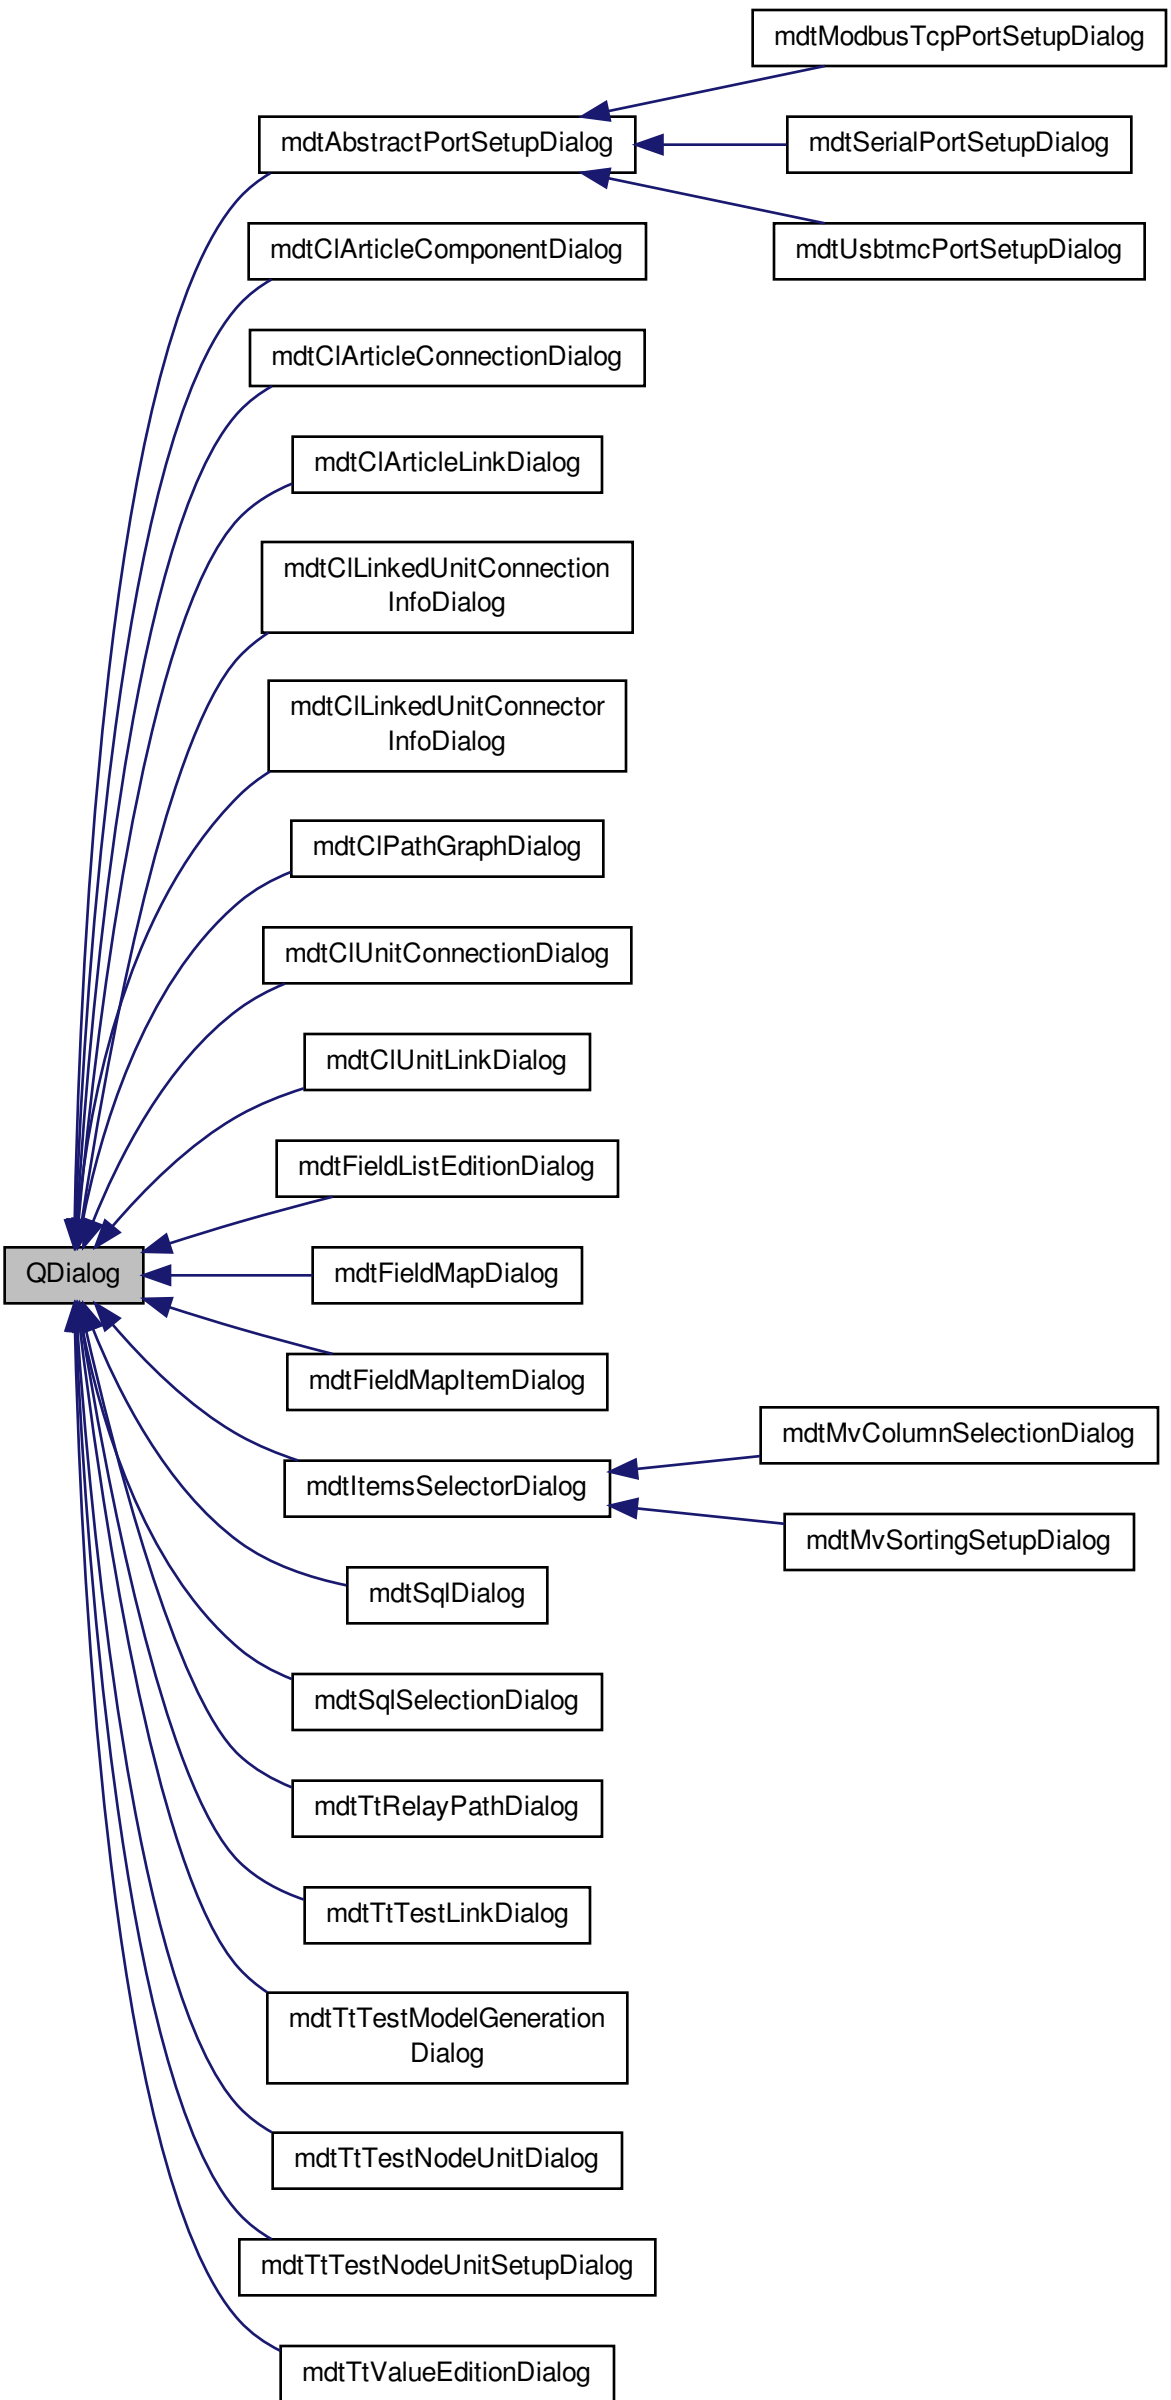 mdtModbusTcpPortSetupDialog
mdtAbstractPortSetupDialog
mdtSerialPortSetupDialog
mdtUsbtmcPortSetupDialog
mdtClArticleComponentDialog
mdtClArticleConnectionDialog
mdtClArticleLinkDialog
mdtClLinkedUnitConnection
InfoDialog
mdtClLinkedUnitConnector
InfoDialog
mdtClPathGraphDialog
mdtClUnitConnectionDialog
mdtClUnitLinkDialog
mdtFieldListEditionDialog
QDialog
mdtFieldMapDialog
mdtFieldMapItemDialog
mdtItemsSelectorDialog
mdtMvColumnSelectionDialog
mdtMvSortingSetupDialog
mdtSqlDialog
mdtSqlSelectionDialog
mdtTtRelayPathDialog
mdtTtTestLinkDialog
mdtTtTestModelGeneration
Dialog
mdtTtTestNodeUnitDialog
mdtTtTestNodeUnitSetupDialog
mdtTtValueEditionDialog